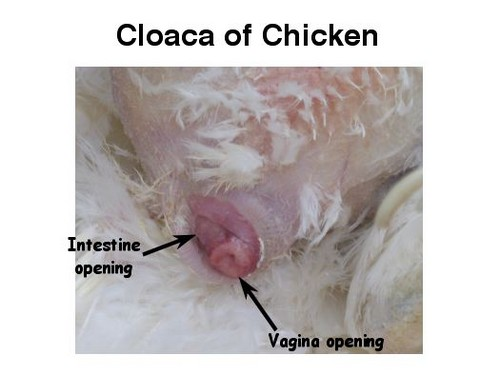 Cloaca of Chicken
Intestine
opening
Vagina opening